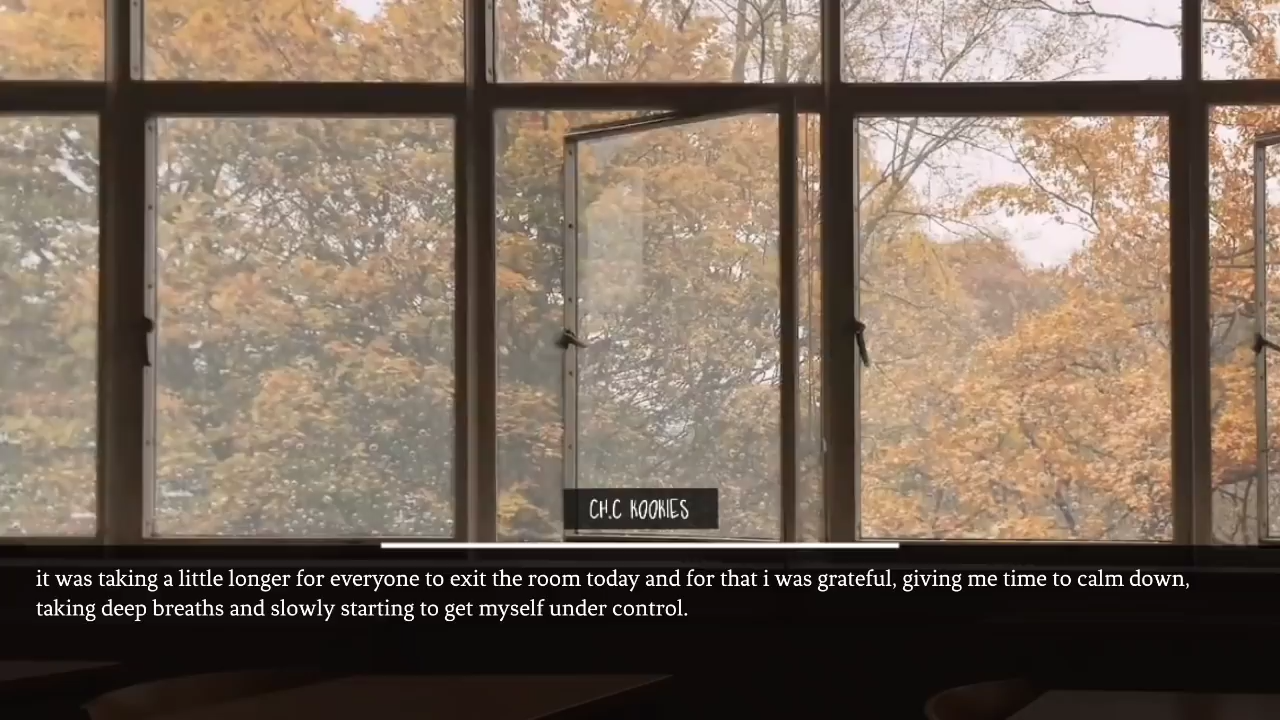 CH.C KOOKIES
it was taking a little longer for everyone to exit the room today and for that i was grateful, giving me time to calm down,
taking deep breaths and slowly starting to get myself under control.